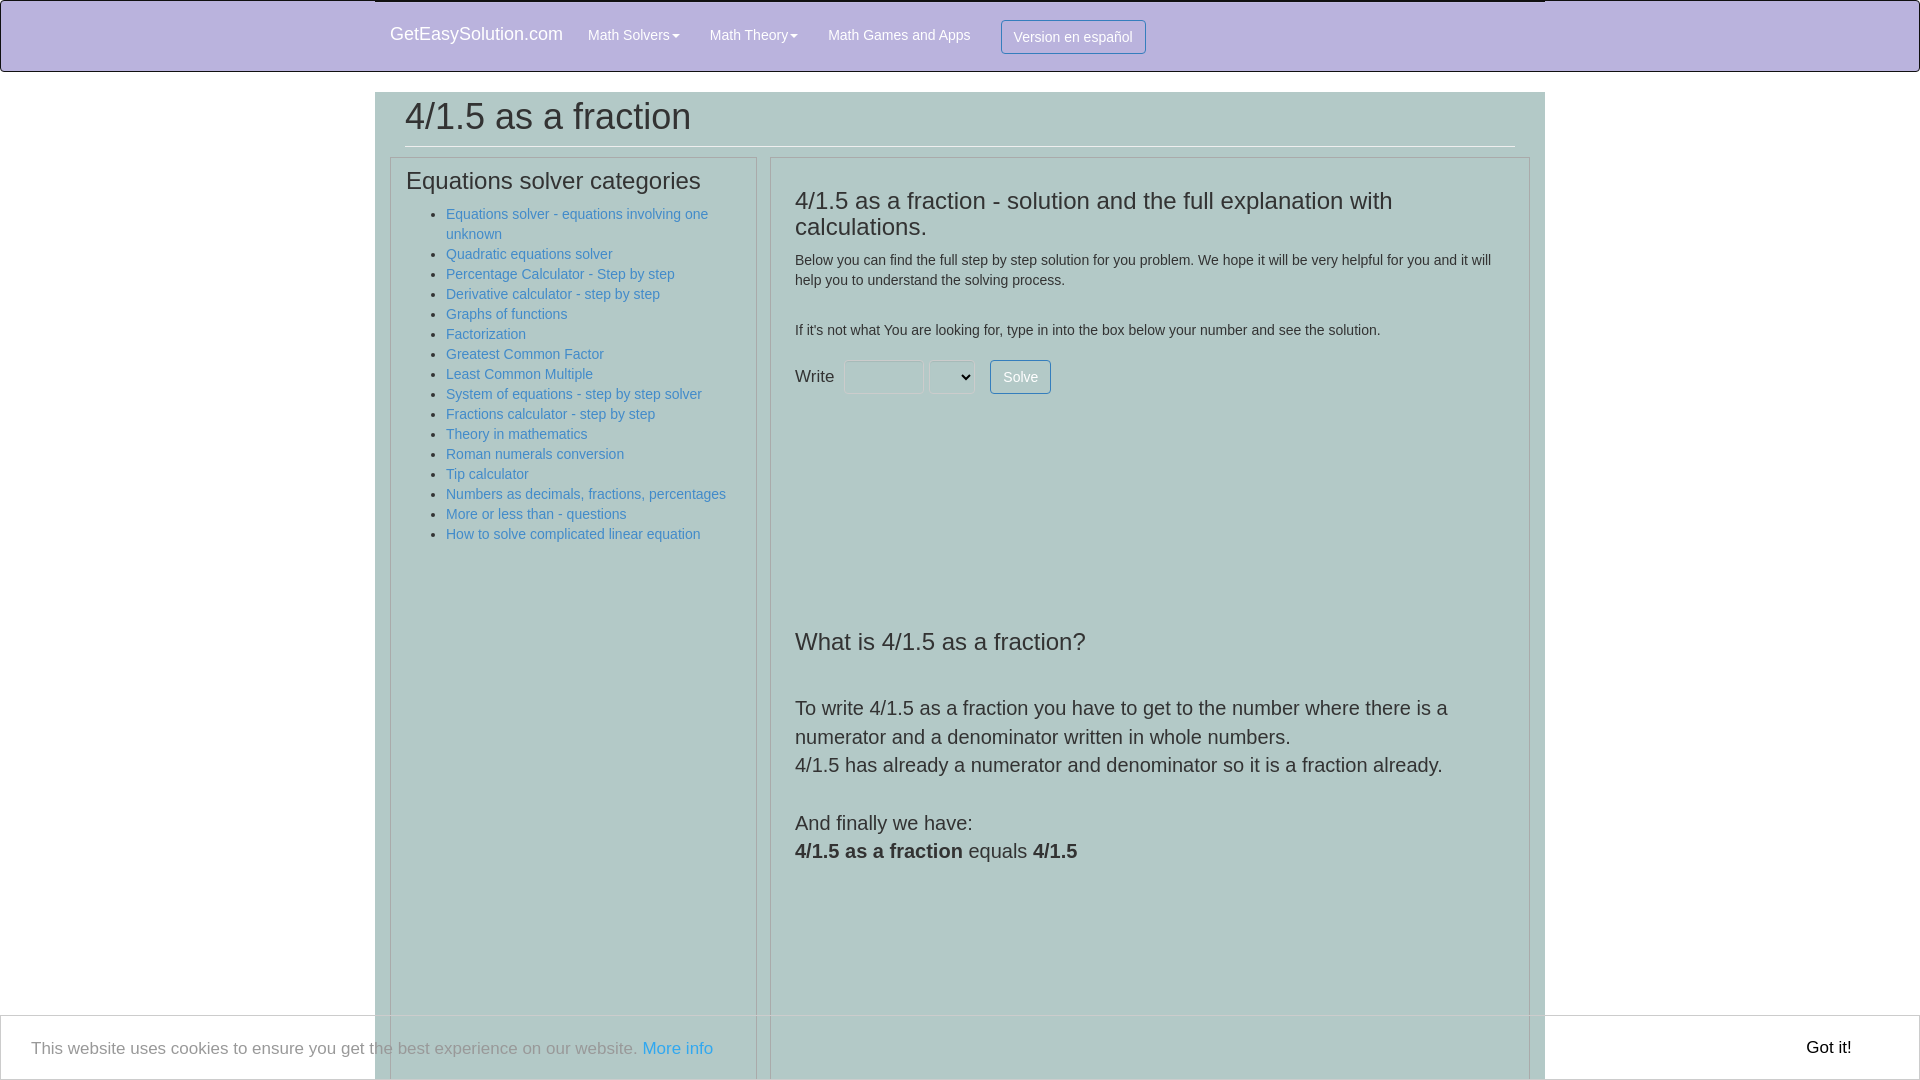 GetEasySolution.com Math Solvers Math Theory Math Games and Apps Version en español
4/1.5 as a fraction
Equations solver categories
Equations solver - equations involving one
unknown
Quadratic equations solver
Percentage Calculator - Step by step
Derivative calculator - step by step
Graphs of functions
Factorization
Greatest Common Factor
Least Common Multiple
System of equations - step by step solver
Fractions calculator - step by step
Theory in mathematics
Roman numerals conversion
Tip calculator
Numbers as decimals, fractions, percentages
More or less than - questions
How to solve complicated linear equation
4/1.5 as a fraction - solution and the full explanation with
calculations.
Below you can find the full step by step solution for you problem. We hope it will be very helpful for you and it will
help you to understand the solving process.
If it's not what You are looking for, type in into the box below your number and see the solution.
Write Solve
What is 4/1.5 as a fraction?
To write 4/1.5 as a fraction you have to get to the number where there is a
numerator and a denominator written in whole numbers.
4/1.5 has already a numerator and denominator so it is a fraction already.
And finally we have:
4/1.5 as a fraction equals 4/1.5
This website uses cookies to ensure you get the best experience on our website. More info Got it!